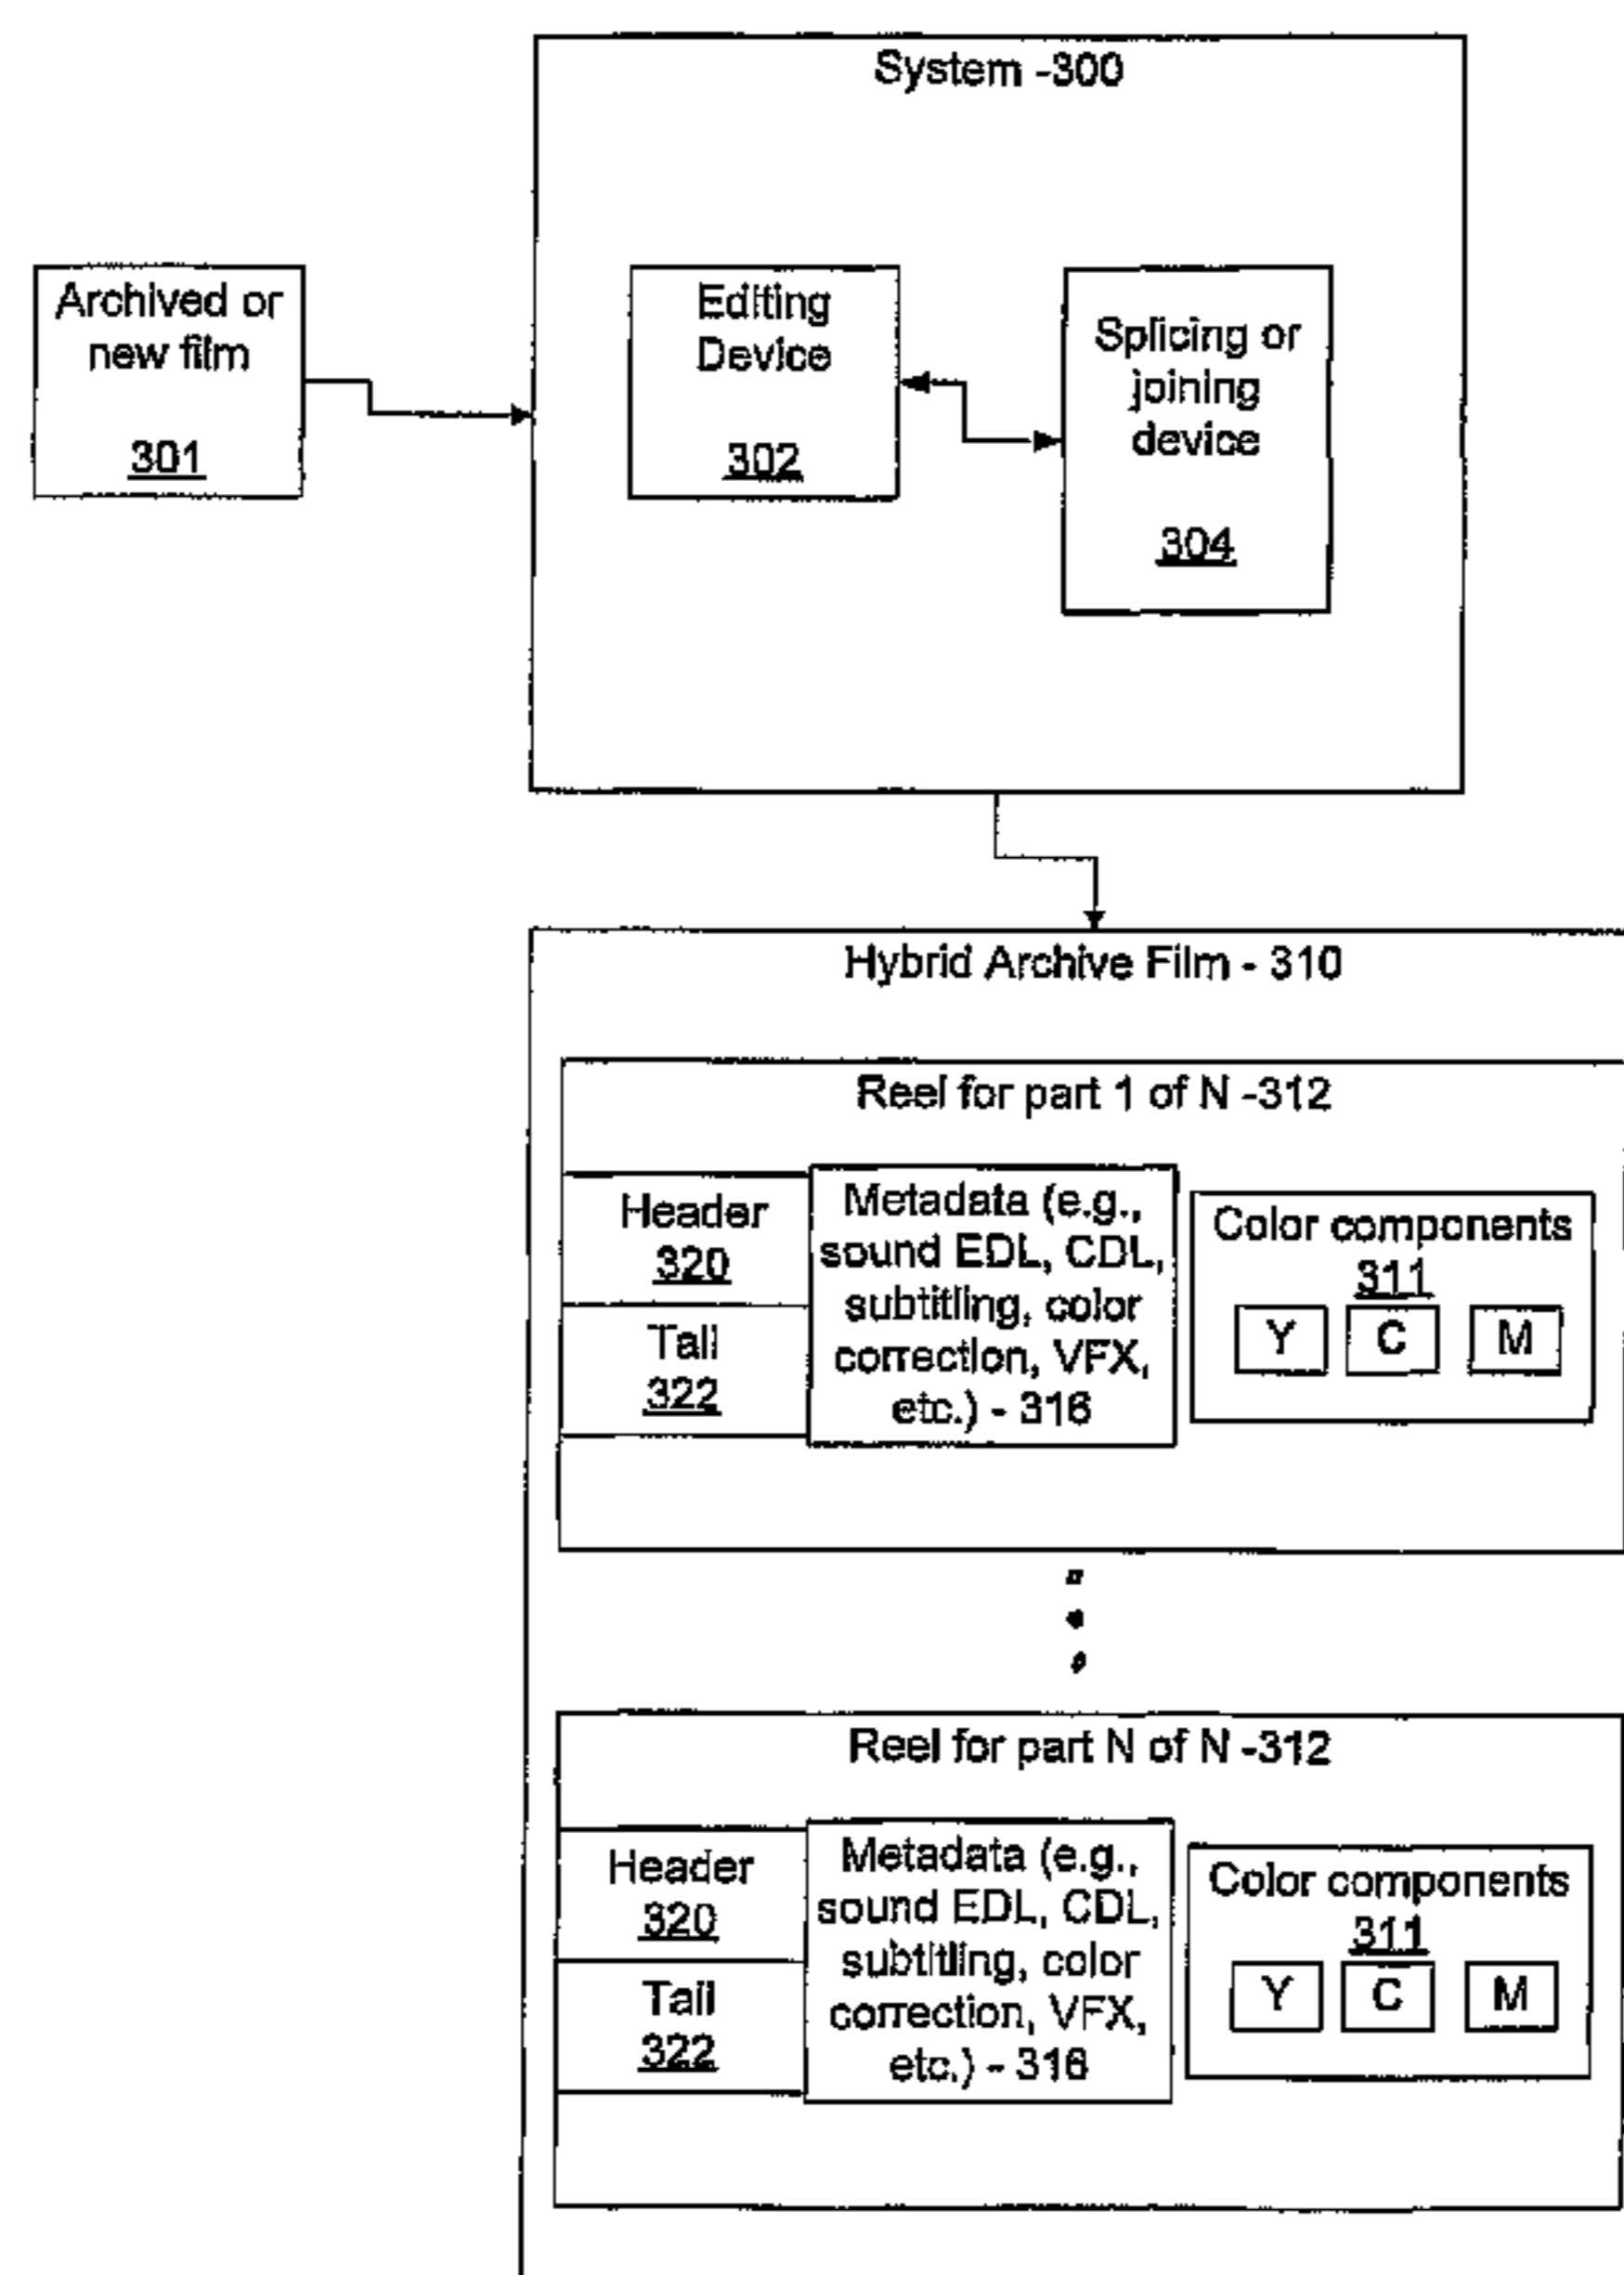 System -300
Archived or
new film
301
Editing
Device
302
Splicing or
joining
device
304
Hybrid Archive Film - 310
Reel for part 1 of N -312
Header
320
Tail
322
Metadata (e.g.,
sound EDL, CDL,
subtitling, color
correction, VFX,
etc.) - 316
Color components
311
Y C M
Reel for part N of N -312
Header
320
Tail
322
Metadata (e.g.,
sound EDL, CDL,
subtitling, color
correction, VFX,
etc.) - 316
Color components
311
Y C M